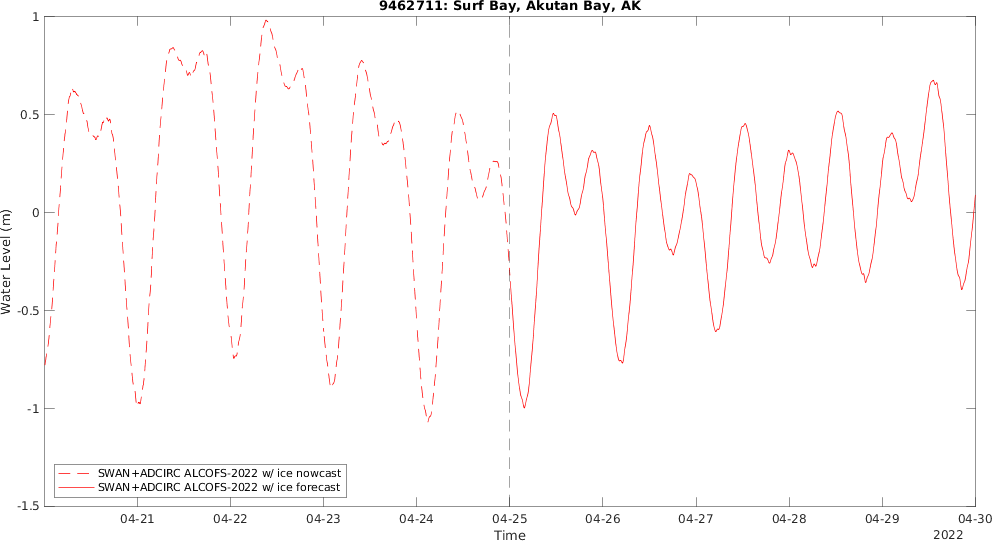 9462711: Surf Bay, Akutan Bay, AK
1
0.5
0
-0.5
-1
-1.5
Water Level (m)
SWAN+ADCIRC ALCOFS-2022 w/ ice nowcast
SWAN+ADCIRC ALCOFS-2022 w/ ice forecast
04-21 04-22 04-23 04-24 04-25 04-26 04-27 04-28 04-29 04-30
Time
2022